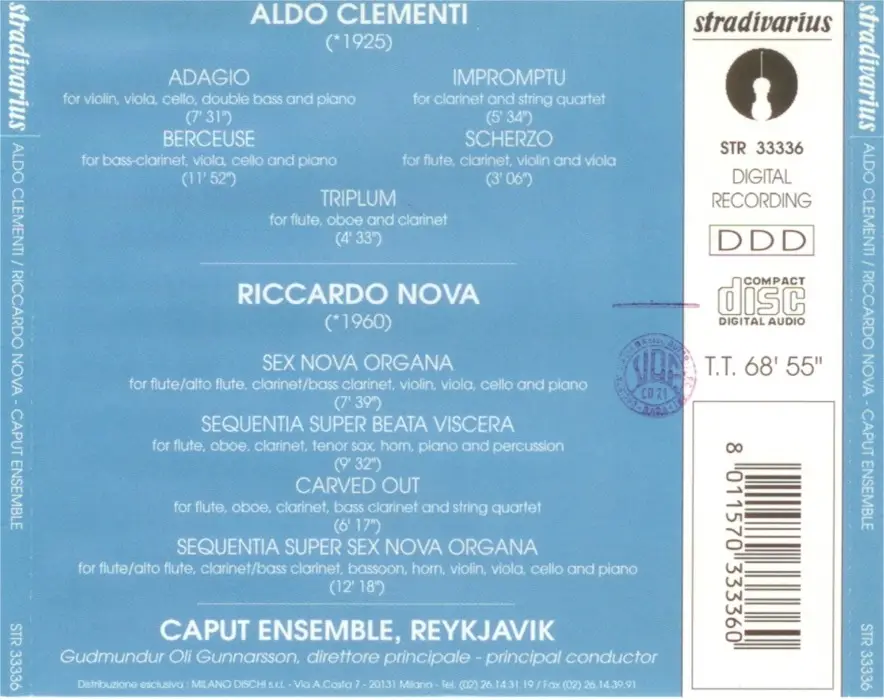 stradivarius
ALDO CLEMENTI / RICCARDO NOVA - CAPUT ENSEMBLE
STR 33336
ALDO CLEMENTI
(*1925)
ADAGIO
for violin, viola, cello, double bass and piano
(7' 31")
IMPROMPTU
for clarinet and string quartet
(5' 34")
BERCEUSE
for bass-clarinet, viola, cello and piano
(11' 52")
SCHERZO
for flute, clarinet, violin and viola
(3' 06")
TRIPLUM
for flute, oboe and clarinet
(4' 33")
RICCARDO NOVA
(*1960)
SEX NOVA ORGANA
for flute/alto flute, clarinet/bass clarinet, violin, viola, cello and piano
(7' 39")
SEQUENTIA SUPER BEATA VISCERA
for flute, oboe, clarinet, tenor sax, horn, piano and percussion
(9' 32")
CARVED OUT
for flute, oboe, clarinet, bass clarinet and string quartet
(6' 17")
SEQUENTIA SUPER SEX NOVA ORGANA
for flute/alto flute, clarinet/bass clarinet, bassoon, horn, violin, viola, cello and piano
(12' 18")
CAPUT ENSEMBLE, REYKJAVIK
Gudmundur Oli Gunnarsson, direttore principale - principal conductor
Distribuzione esclusiva: MILANO DISCHI s.r.l. - Via A.Costa 7 - 20131 Milano - Tel. (02) 26.14.31.19 / Fax (02) 26.14.39.91
stradivarius
STR 33336
DIGITAL
RECORDING
DDD
COMPACT
disc
DIGITAL AUDIO
T.T. 68' 55"
CD 21
8 011570 333360
stradivarius
ALDO CLEMENTI / RICCARDO NOVA - CAPUT ENSEMBLE
STR 33336